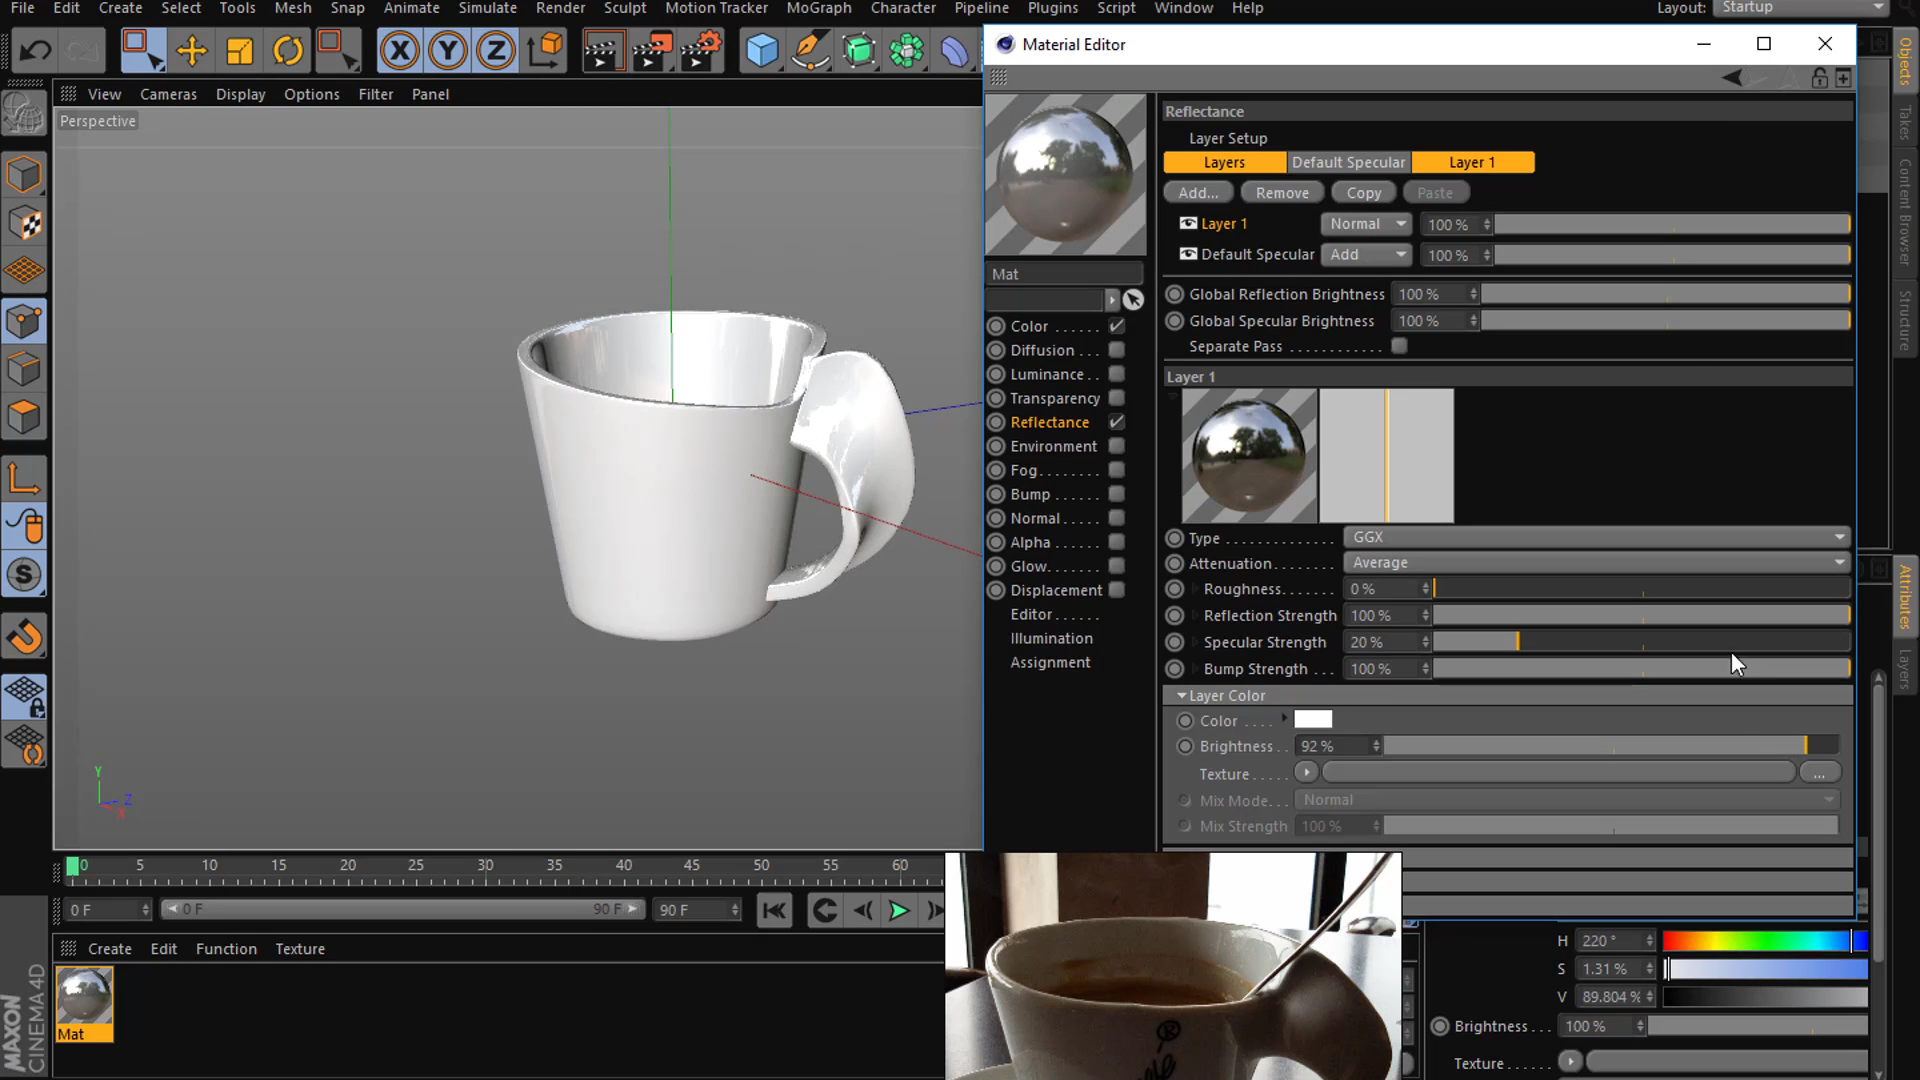 File Edit Create Select Tools Mesh Snap Animate Simulate Render Sculpt Motion Tracker MoGraph Character Pipeline Plugins Script Window Help Layout: Startup
Material Editor
View Cameras Display Options Filter Panel
Perspective
X Y Z
Reflectance
Layer Setup
Layers Default Specular Layer 1
Add... Remove Copy Paste
Layer 1 Normal 100 %
Default Specular Add 100 %
Mat
Global Reflection Brightness 100 %
Global Specular Brightness 100 %
Separate Pass
Color
Diffusion
Luminance
Transparency
Reflectance
Environment
Fog
Bump
Normal
Alpha
Glow
Displacement
Editor
Illumination
Assignment
Layer 1
Type GGX
Attenuation Average
Roughness 0 %
Reflection Strength 100 %
Specular Strength 20 %
Bump Strength 100 %
Layer Color
Color
Brightness 92 %
Texture ...
Mix Mode Normal
Mix Strength 100 %
Objects
Takes
Content Browser
Structure
Attributes
Layers
Y
Z
X
0 5 10 15 20 25 30 35 40 45 50 55 60
0 F 0 F 90 F 90 F
Create Edit Function Texture
Mat
MAXON
CINEMA 4D
H 220 °
S 1.31 %
V 89.804 %
Brightness 100 %
Texture
®